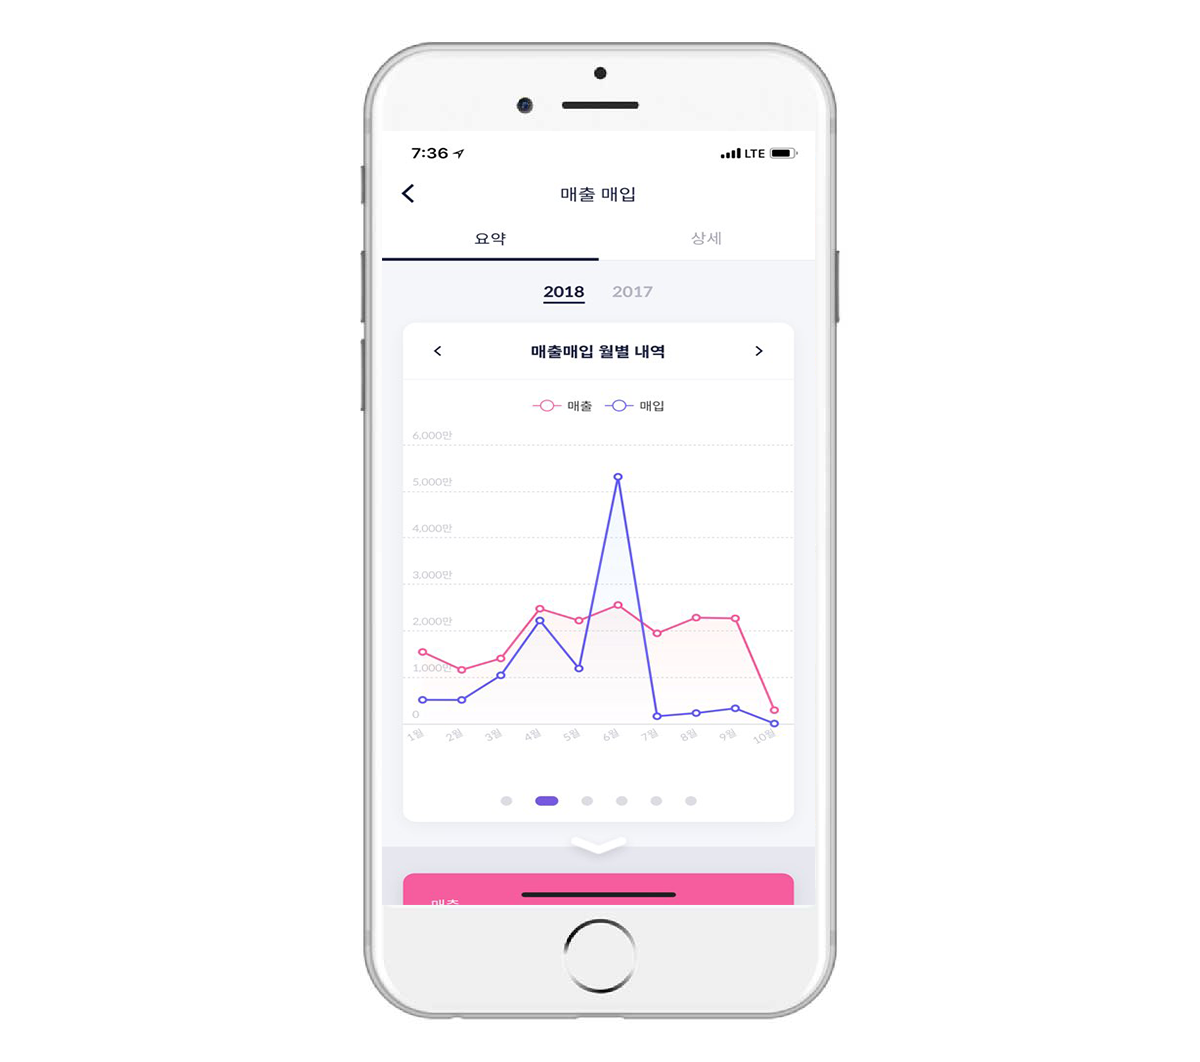 7:36 LTE
매출 매입
요약 상세
2018 2017
매출매입 월별 내역
매출 매입
6,000만
5,000만
4,000만
3,000만
2,000만
1,000만
0
1월 2월 3월 4월 5월 6월 7월 8월 9월 10월
매출